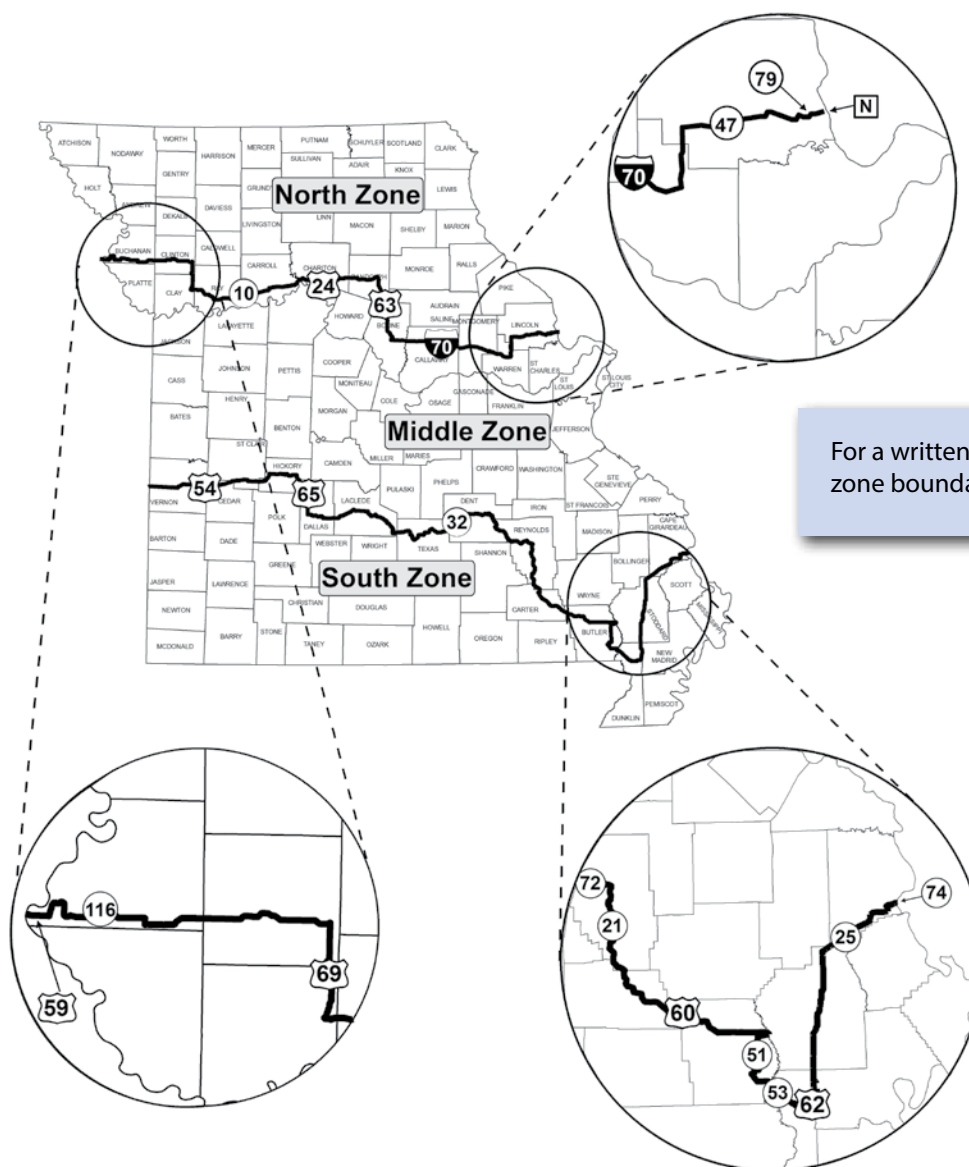 79
N
47
70
ATCHISON
NODAWAY
WORTH
HARRISON
MERCER
PUTNAM
SCHUYLER
SCOTLAND
CLARK
HOLT
GENTRY
SULLIVAN
ADAIR
KNOX
LEWIS
North Zone
DEKALB
DAVIESS
LIVINGSTON
LINN
MACON
SHELBY
MARION
BUCHANAN
CLINTON
CALDWELL
CARROLL
CHARITON
MONROE
RALLS
PLATTE
CLAY
RAY
10
24
63
PIKE
AUDRAIN
SALINE
MONTGOMERY
LINCOLN
HOWARD
BOONE
70
CALLAWAY
WARREN
ST
CHARLES
ST
LOUIS
ST LOUIS
CITY
JACKSON
LAFAYETTE
JOHNSON
PETTIS
COOPER
MONITEAU
COLE
OSAGE
GASCONADE
FRANKLIN
CASS
HENRY
MORGAN
BATES
BENTON
Middle Zone
JEFFERSON
ST CLAIR
HICKORY
CAMDEN
MILLER
MARIES
PHELPS
CRAWFORD
WASHINGTON
STE
GENEVIEVE
For a written
zone bounda
VERNON
54
CEDAR
65
LACLEDE
PULASKI
DENT
IRON
ST FRANCOIS
PERRY
32
POLK
DALLAS
REYNOLDS
MADISON
CAPE
GIRARDEAU
BARTON
DADE
WEBSTER
WRIGHT
TEXAS
SHANNON
BOLLINGER
GREENE
South Zone
JASPER
LAWRENCE
WAYNE
SCOTT
NEWTON
CHRISTIAN
DOUGLAS
CARTER
STODDARD
MISSISSIPPI
MCDONALD
BARRY
STONE
TANEY
OZARK
HOWELL
OREGON
RIPLEY
BUTLER
NEW
MADRID
DUNKLIN
PEMISCOT
116
59
69
72
21
74
25
60
51
53
62